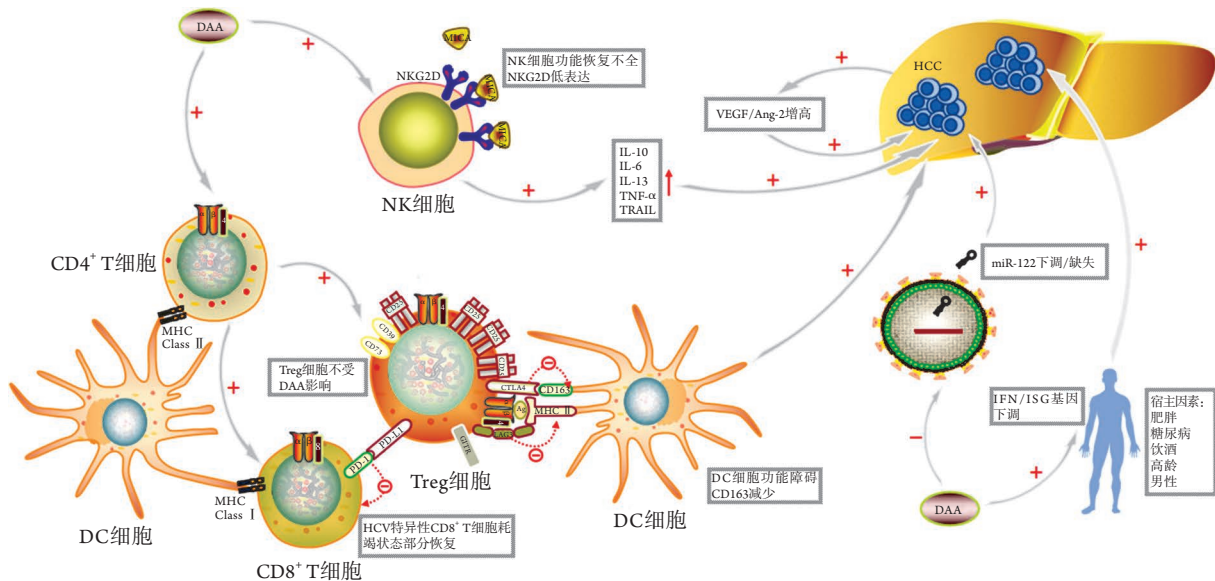 DAA
MICA
NK细胞功能恢复不全
NKG2D低表达
NKG2D
MICA
MICA
NK细胞
IL-10
IL-6
IL-13
TNF-α
TRAIL
VEGF/Ang-2增高
HCC
CD4⁺ T细胞
α β
MHC
Class Ⅱ
DC细胞
MHC
Class Ⅰ
α β
CD8⁺ T细胞
HCV特异性CD8⁺ T细胞耗
竭状态部分恢复
PD-1
PD-L1
Treg细胞不受
DAA影响
CD39
CD73
CD25
α β
CD25
CD25
CTLA4
CD163
Ag
MHC Ⅱ
GITR
Treg细胞
DC细胞
DC细胞功能障碍
CD163减少
miR-122下调/缺失
IFN/ISG基因
下调
DAA
宿主因素：
肥胖
糖尿病
饮酒
高龄
男性